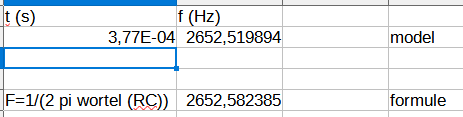 t (s) f (Hz)
3,77E-04 2652,519894 model
F=1/(2 pi wortel (RC)) 2652,582385 formule